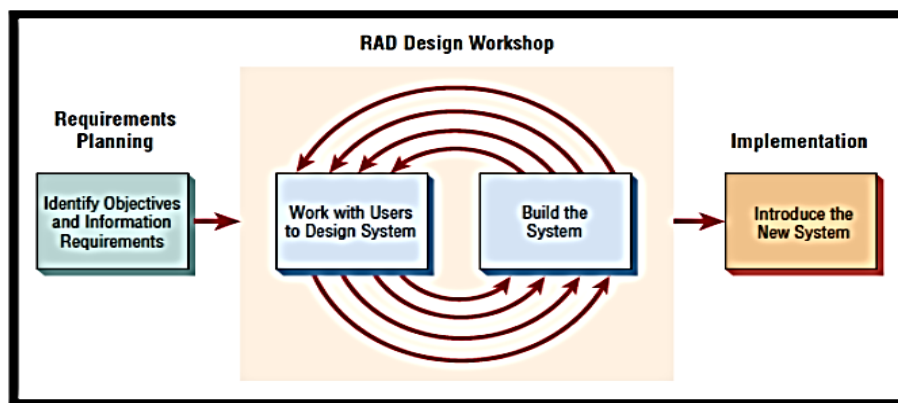 RAD Design Workshop
Requirements
Planning
Identify Objectives
and Information
Requirements
Work with Users
to Design System
Build the
System
Implementation
Introduce the
New System